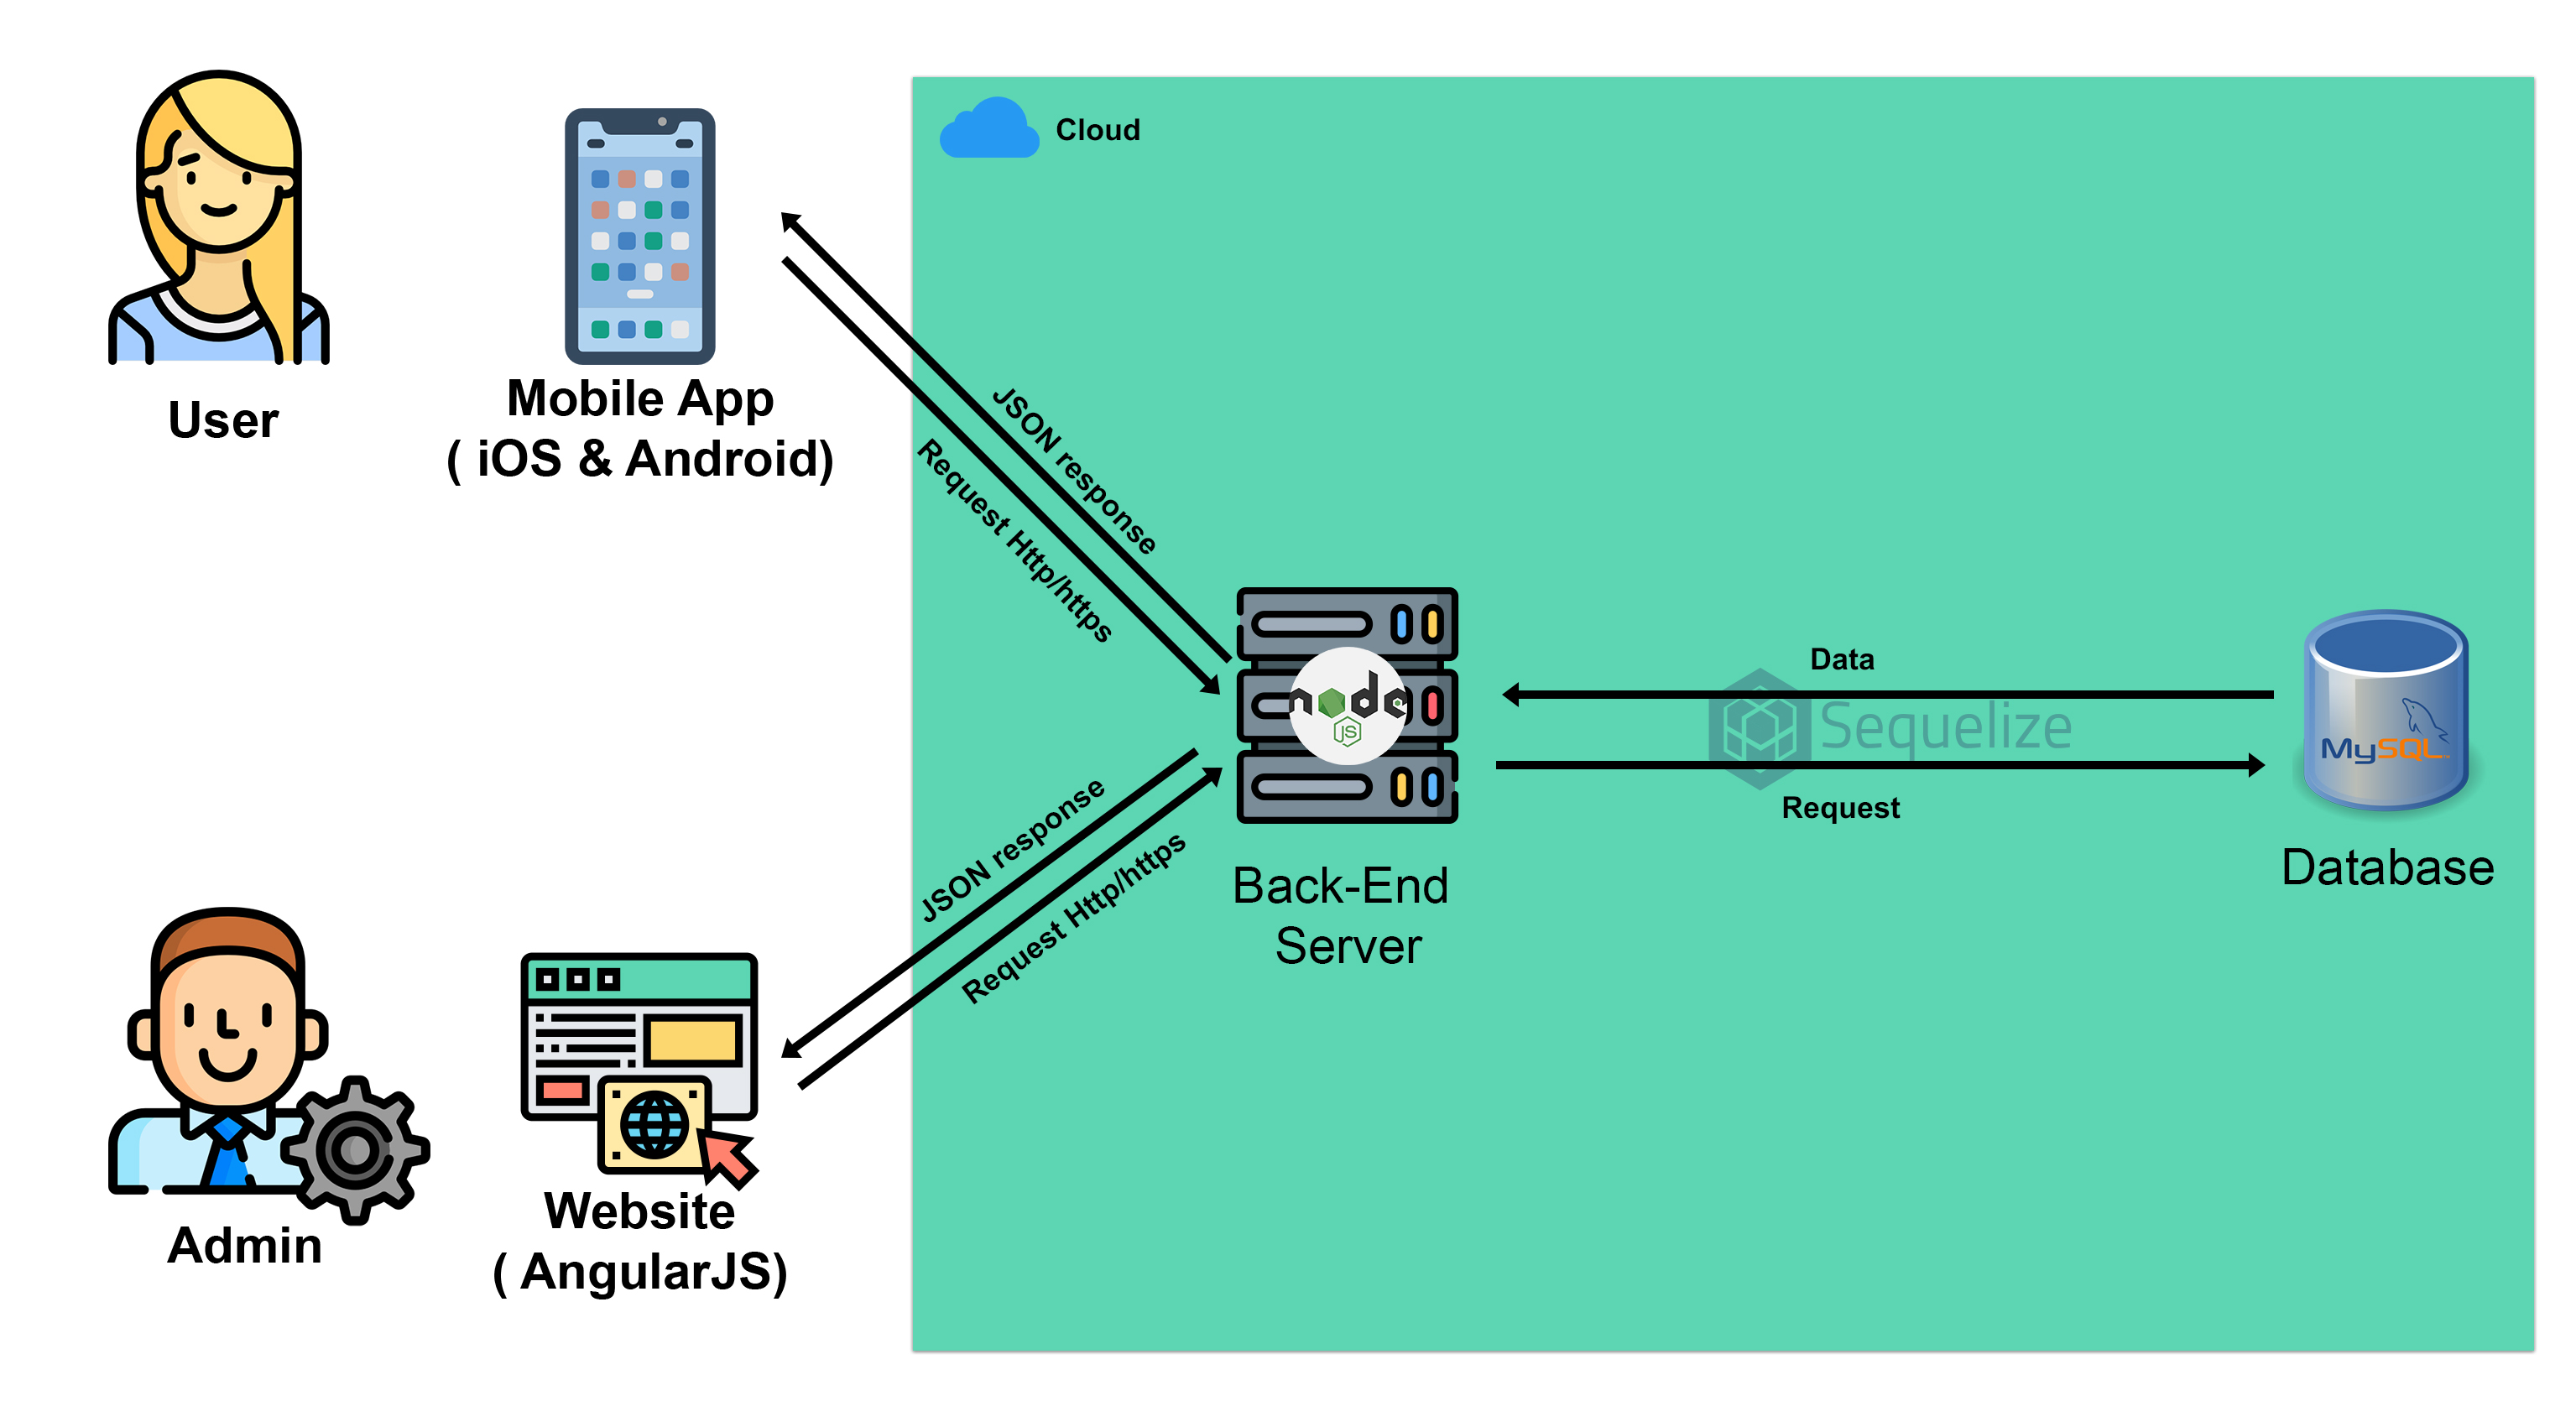 Cloud
User
Mobile App
( iOS & Android)
JSON response
Request Http/https
node
JS
Back-End
Server
Data
Sequelize
Request
MySQL
Database
JSON response
Request Http/https
Admin
Website
( AngularJS)